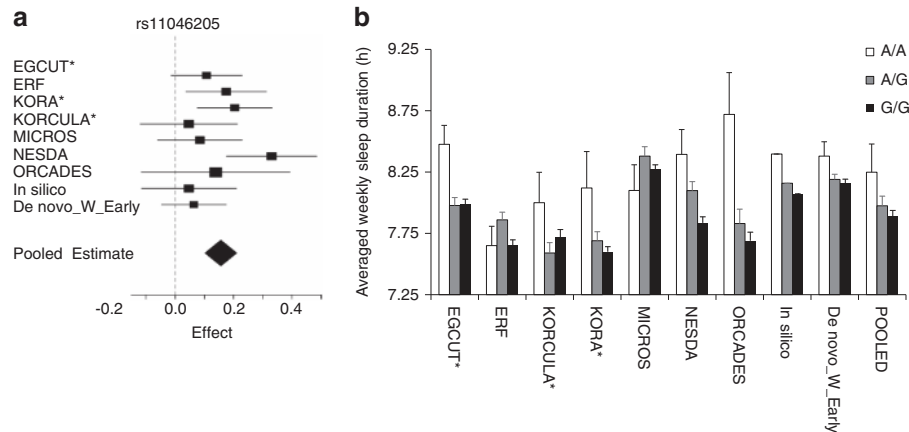 a
rs11046205
EGCUT*
ERF
KORA*
KORCULA*
MICROS
NESDA
ORCADES
In silico
De novo_W_Early
Pooled Estimate
-0.2 0.0 0.2 0.4
Effect
b
Averaged weekly sleep duration (h)
9.25
8.75
8.25
7.75
7.25
A/A
A/G
G/G
EGCUT*
ERF
KORCULA*
KORA*
MICROS
NESDA
ORCADES
In silico
De novo_W_Early
POOLED